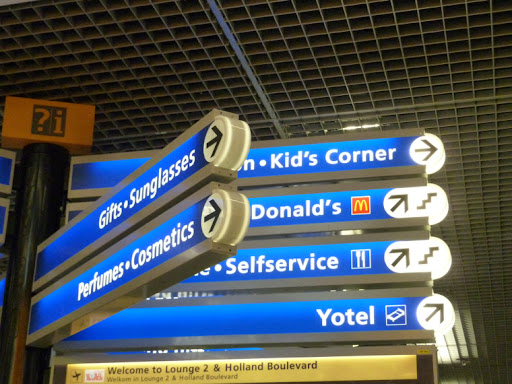 ?i
Gifts • Sunglasses
Perfumes • Cosmetics
• Kid's Corner
Donald's
• Selfservice
Yotel
Welcome to Lounge 2 & Holland Boulevard
Welkom in Lounge 2 & Holland Boulevard